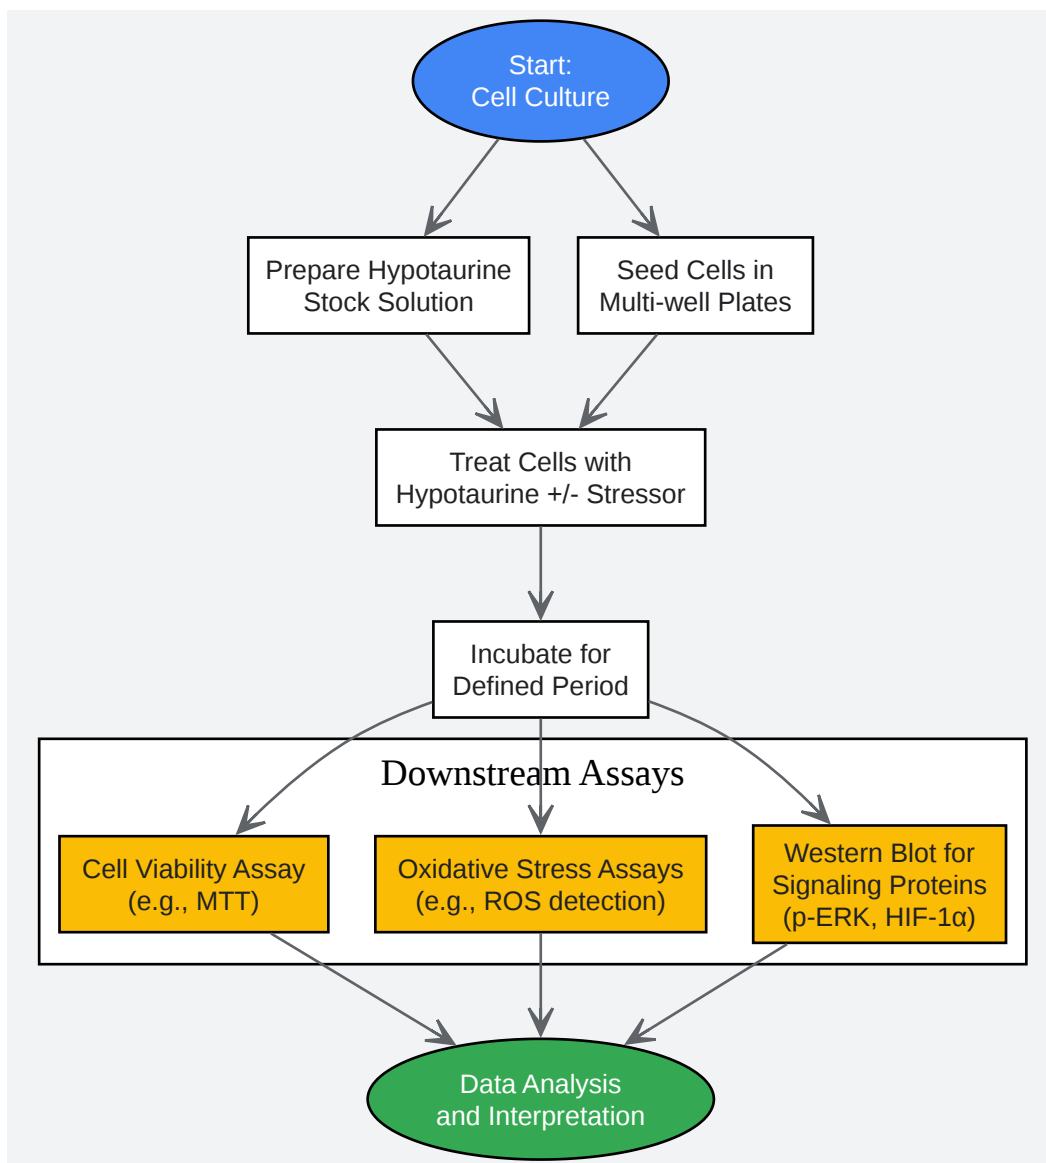 Start:
Cell Culture
Prepare Hypotaurine
Stock Solution
Seed Cells in
Multi-well Plates
Treat Cells with
Hypotaurine +/- Stressor
Incubate for
Defined Period
Downstream Assays
Cell Viability Assay
(e.g., MTT)
Oxidative Stress Assays
(e.g., ROS detection)
Western Blot for
Signaling Proteins
(p-ERK, HIF-1α)
Data Analysis
and Interpretation